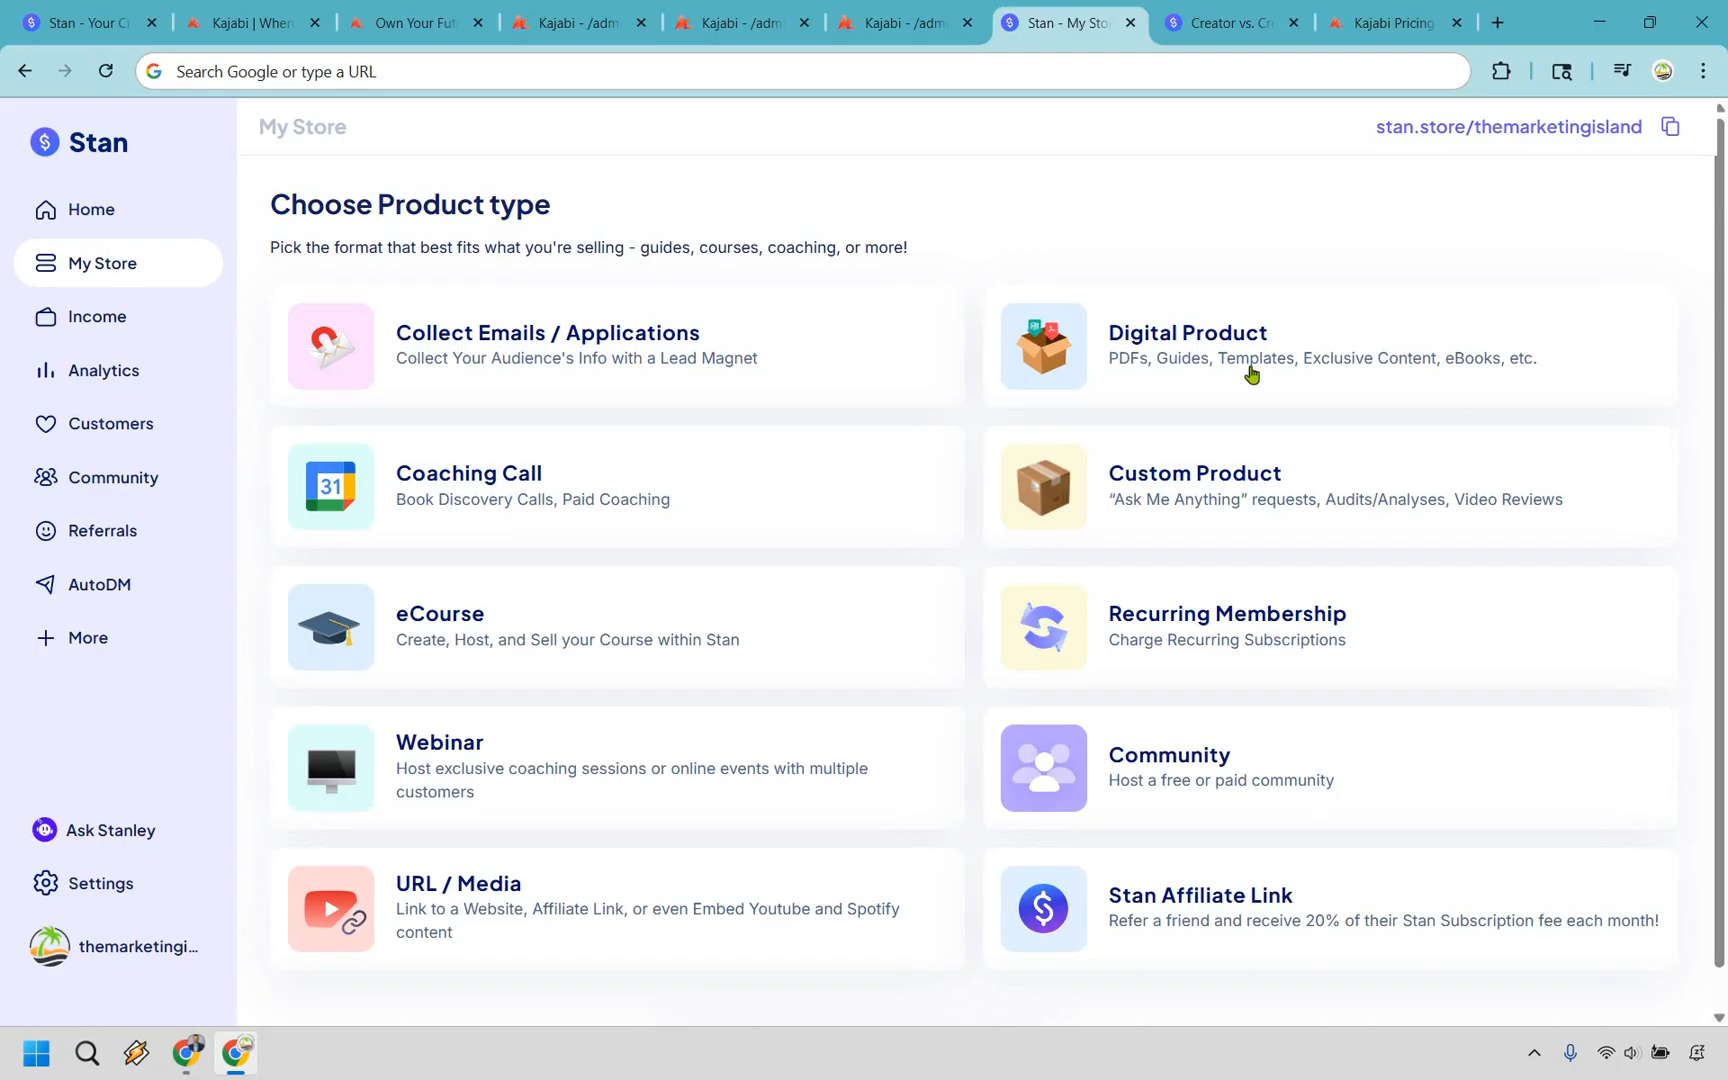 Stan - Your C
Kajabi | Wher
Own Your Fut
Kajabi - /adm
Kajabi - /adm
Kajabi - /adm
Stan - My Sto
Creator vs. Cr
Kajabi Pricing
Search Google or type a URL
Stan
Home
My Store
Income
Analytics
Customers
Community
Referrals
AutoDM
More
Ask Stanley
Settings
themarketingi...
My Store
stan.store/themarketingisland
Choose Product type
Pick the format that best fits what you're selling - guides, courses, coaching, or more!
Collect Emails / Applications
Collect Your Audience's Info with a Lead Magnet
Digital Product
PDFs, Guides, Templates, Exclusive Content, eBooks, etc.
31
Coaching Call
Book Discovery Calls, Paid Coaching
Custom Product
“Ask Me Anything” requests, Audits/Analyses, Video Reviews
eCourse
Create, Host, and Sell your Course within Stan
Recurring Membership
Charge Recurring Subscriptions
Webinar
Host exclusive coaching sessions or online events with multiple
customers
Community
Host a free or paid community
URL / Media
Link to a Website, Affiliate Link, or even Embed Youtube and Spotify
content
Stan Affiliate Link
Refer a friend and receive 20% of their Stan Subscription fee each month!